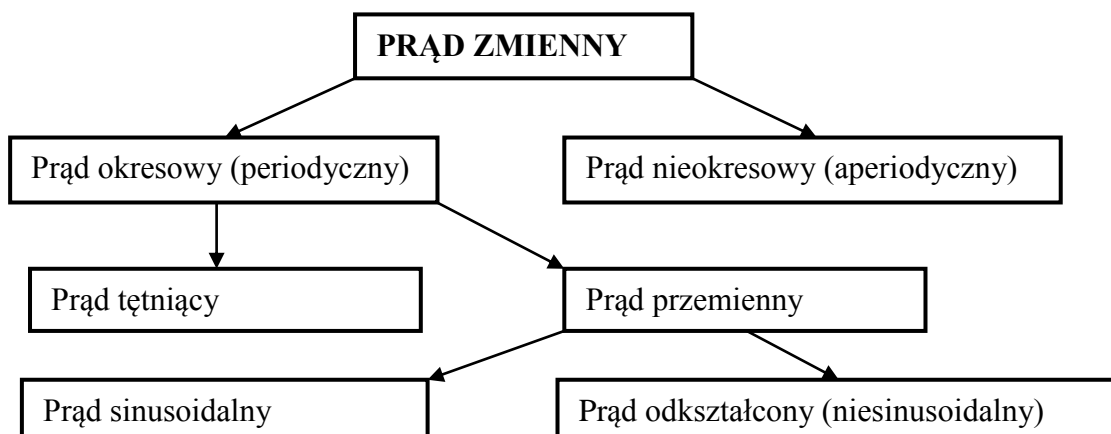 PRĄD ZMIENNY
Prąd okresowy (periodyczny)
Prąd nieokresowy (aperiodyczny)
Prąd tętniący
Prąd przemienny
Prąd sinusoidalny
Prąd odkształcony (niesinusoidalny)